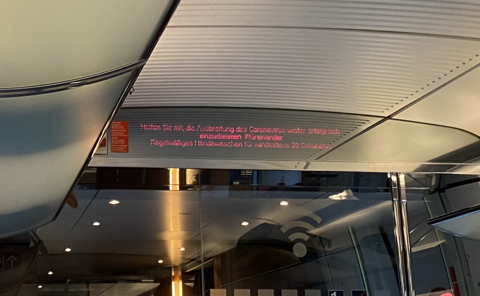 Helfen Sie mit, die Ausbreitung des Coronavirus weiter erfolgreich
einzudämmen. #füreinander
Regelmäßiges Händewaschen für mindestens 20 Sekunden